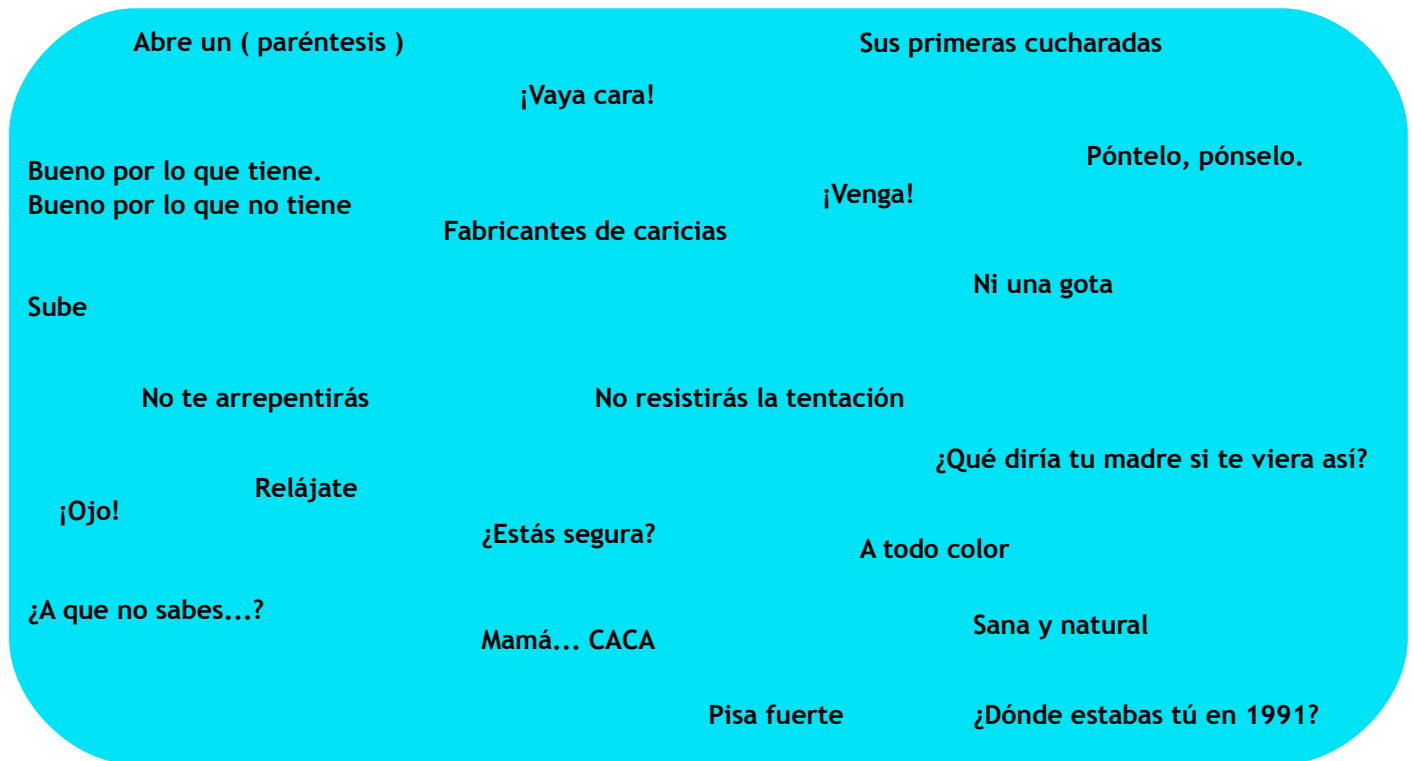 Abre un ( paréntesis )
Sus primeras cucharadas
¡Vaya cara!
Póntelo, pónselo.
Bueno por lo que tiene.
Bueno por lo que no tiene
¡Venga!
Fabricantes de caricias
Ni una gota
Sube
No te arrepentirás
No resistirás la tentación
¿Qué diría tu madre si te viera así?
Relájate
¡Ojo!
¿Estás segura?
A todo color
¿A que no sabes...?
Sana y natural
Mamá... CACA
Pisa fuerte
¿Dónde estabas tú en 1991?